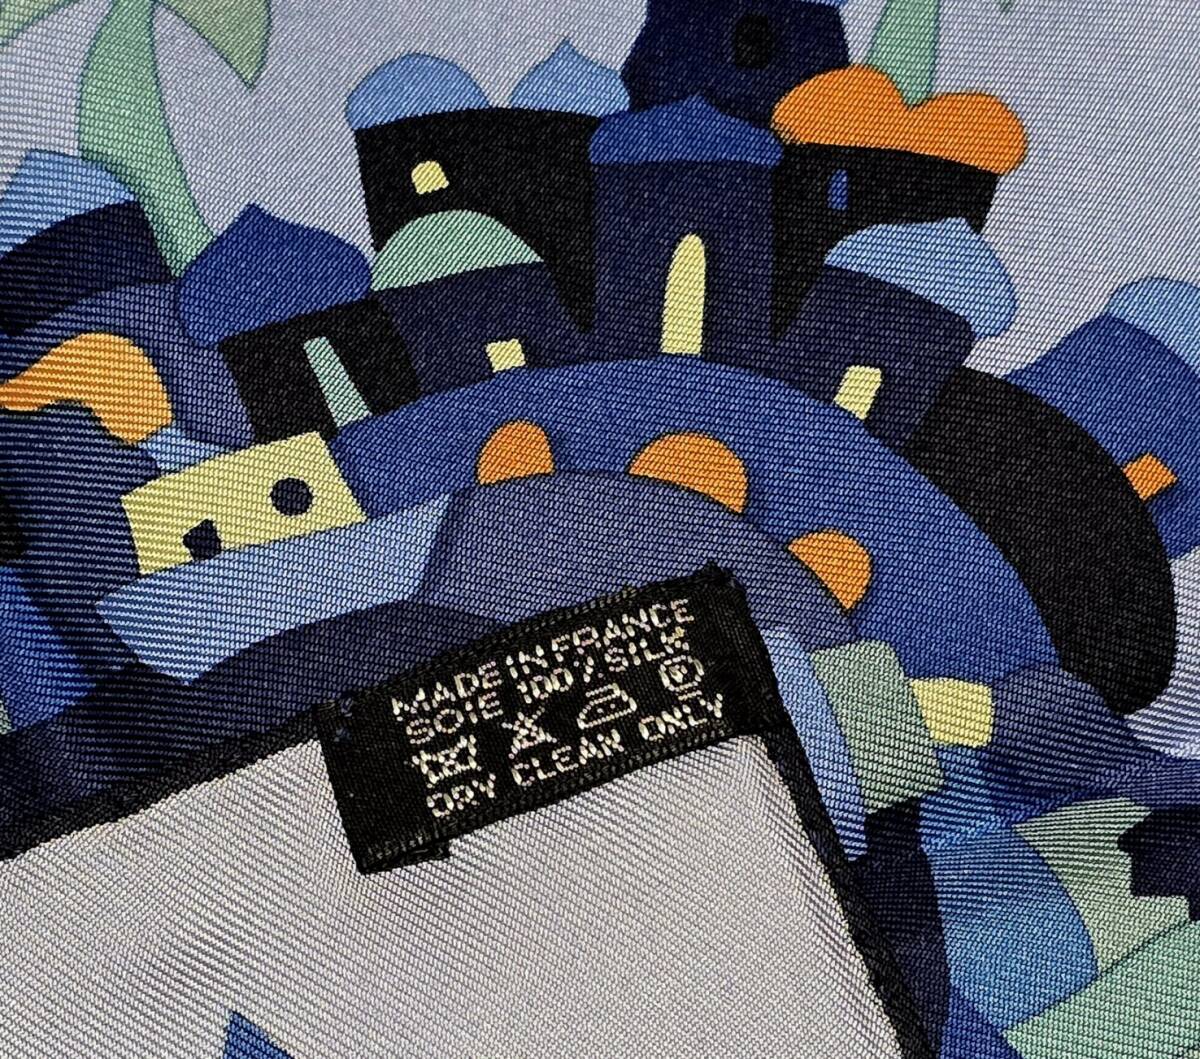 MADE IN FRANCE
SOIE 100% SILK
P
DRY CLEAN ONLY